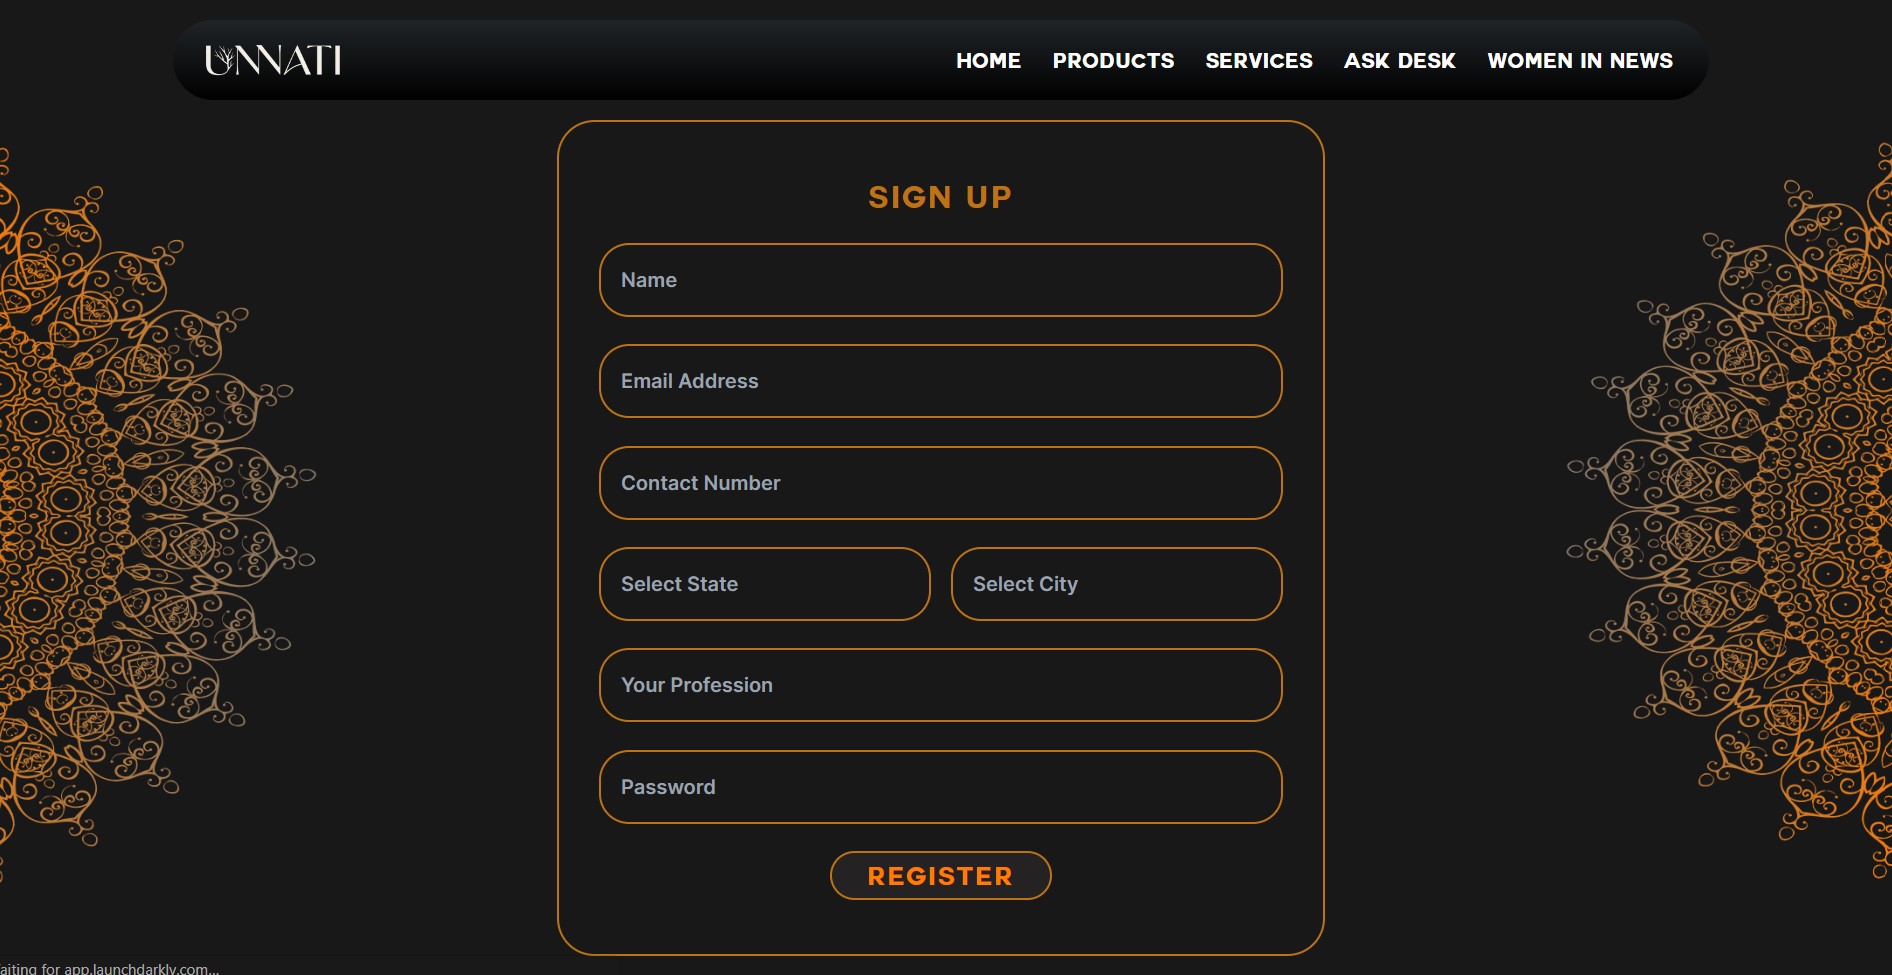 UNNATI
HOME PRODUCTS SERVICES ASK DESK WOMEN IN NEWS
SIGN UP
Name
Email Address
Contact Number
Select State Select City
Your Profession
Password
REGISTER
aiting for app.launchdarkly.com...